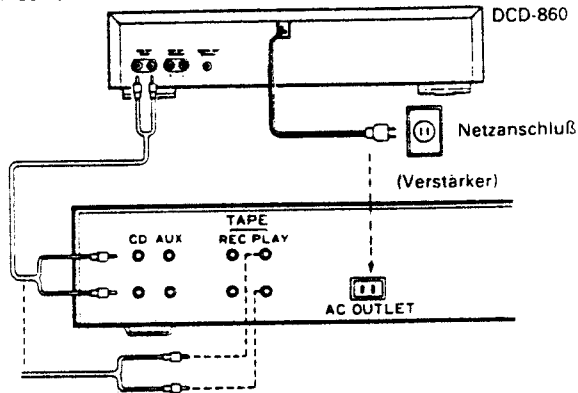 DCD-860
Netzanschluß
(Verstärker)
TAPE
CD AUX REC PLAY
AC OUTLET